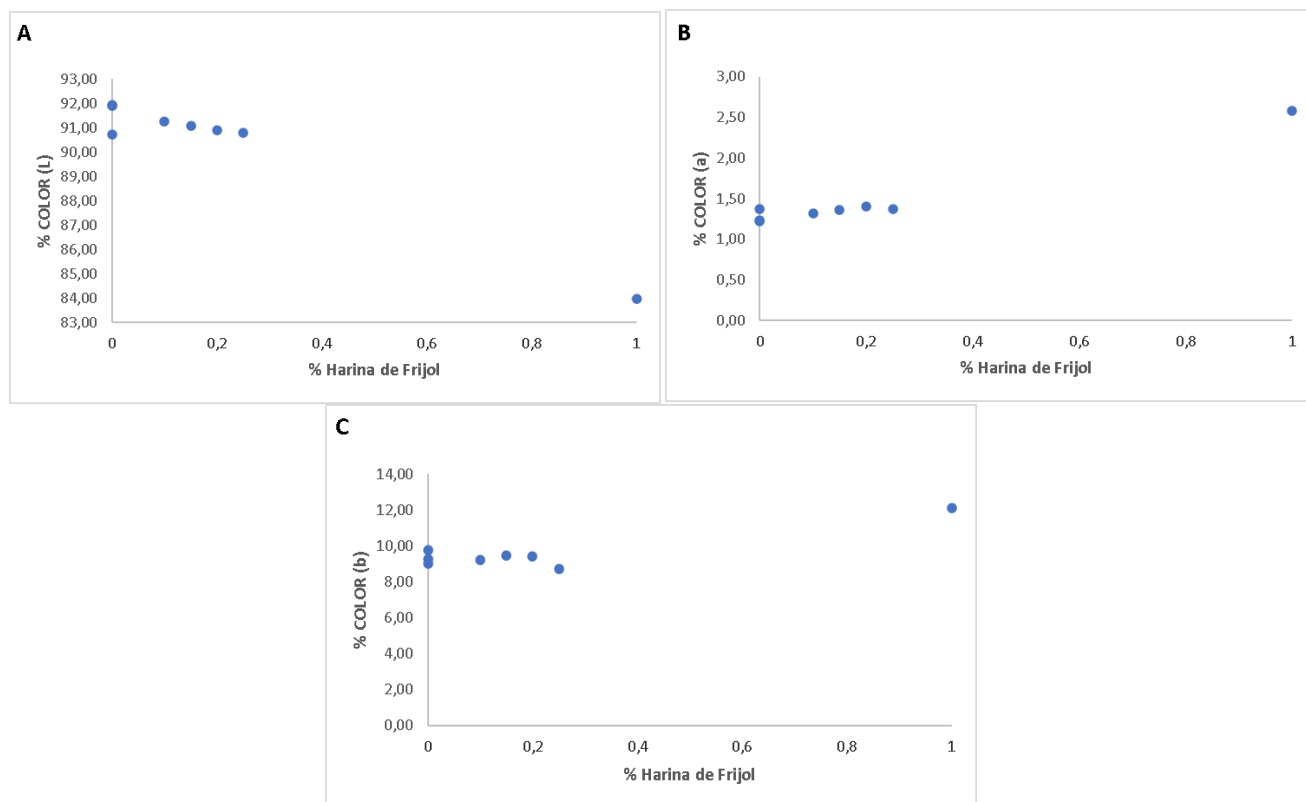 A
93,00
92,00
91,00
90,00
89,00
88,00
87,00
86,00
85,00
84,00
83,00
% COLOR (L)
0 0,2 0,4 0,6 0,8 1
% Harina de Frijol
B
3,00
2,50
2,00
1,50
1,00
0,50
0,00
% COLOR (a)
0 0,2 0,4 0,6 0,8 1
% Harina de Frijol
C
14,00
12,00
10,00
8,00
6,00
4,00
2,00
0,00
% COLOR (b)
0 0,2 0,4 0,6 0,8 1
% Harina de Frijol